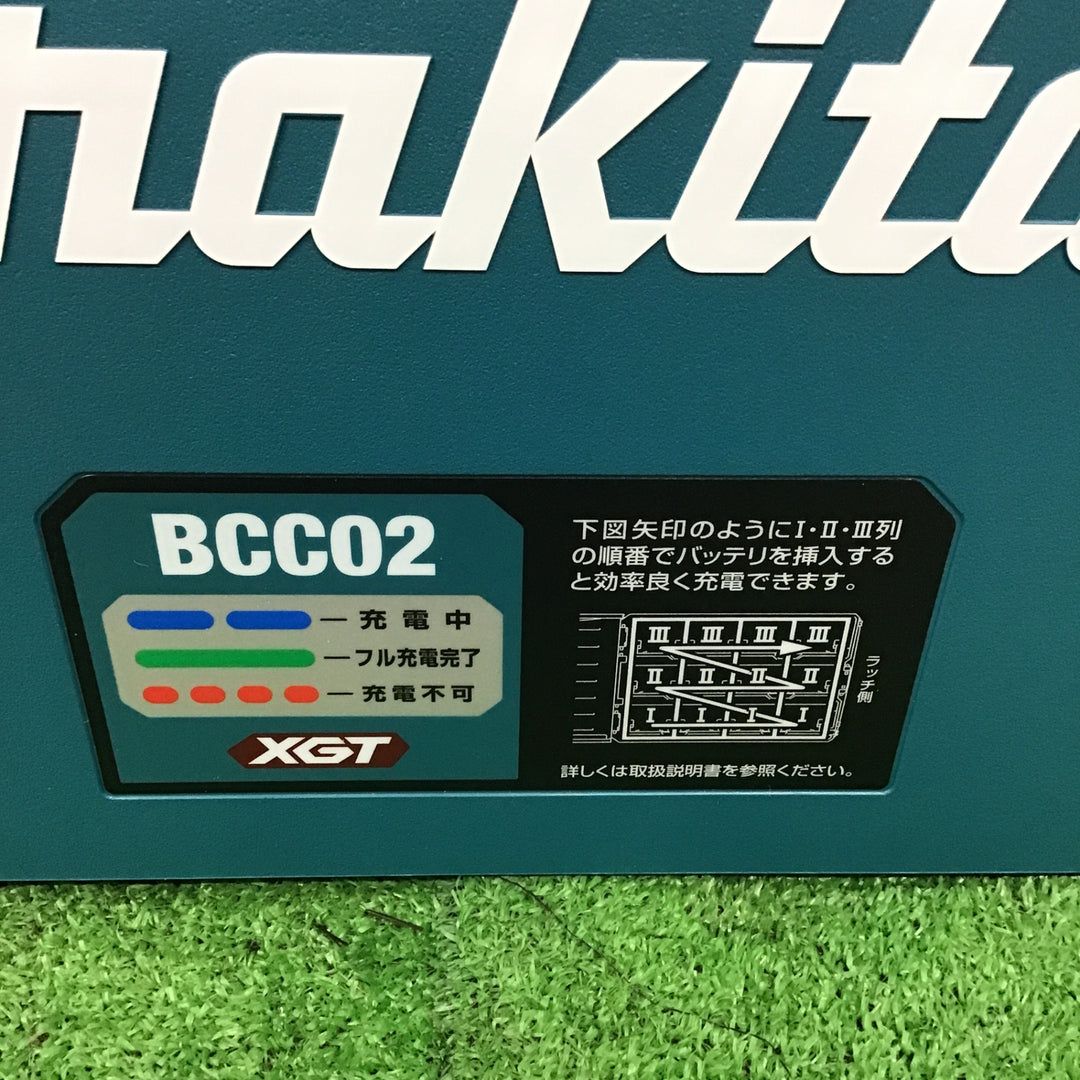 makita
BCC02
下図矢印のようにⅠ・Ⅱ・Ⅲ列
の順番でバッテリを挿入する
と効率良く充電できます。
充電中
フル充電完了
充電不可
XGT
Ⅲ Ⅲ Ⅲ Ⅲ
Ⅱ Ⅱ Ⅱ Ⅱ
Ⅰ Ⅰ Ⅰ Ⅰ
ラッチ側
詳しくは取扱説明書を参照ください。